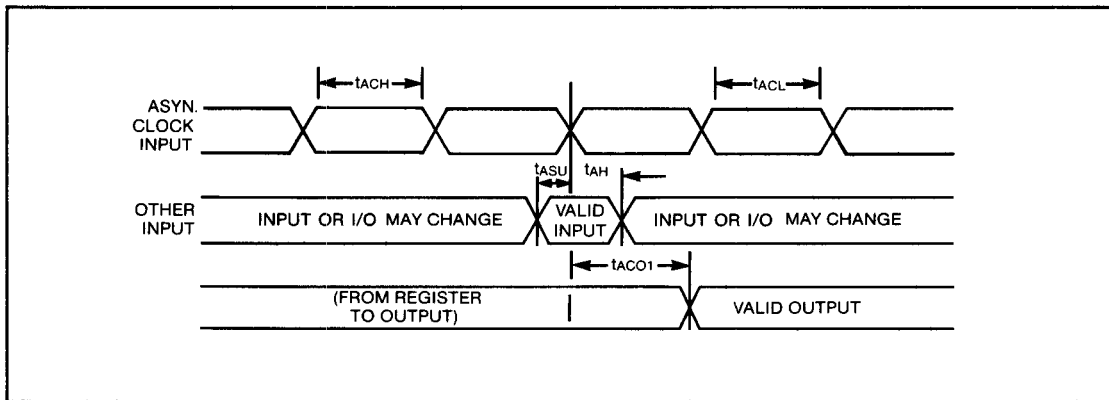 tACH
tACL
ASYN.
CLOCK
INPUT
tASU
tAH
OTHER
INPUT
INPUT OR I/O MAY CHANGE
VALID
INPUT
INPUT OR I/O MAY CHANGE
tACO1
(FROM REGISTER
TO OUTPUT)
VALID OUTPUT